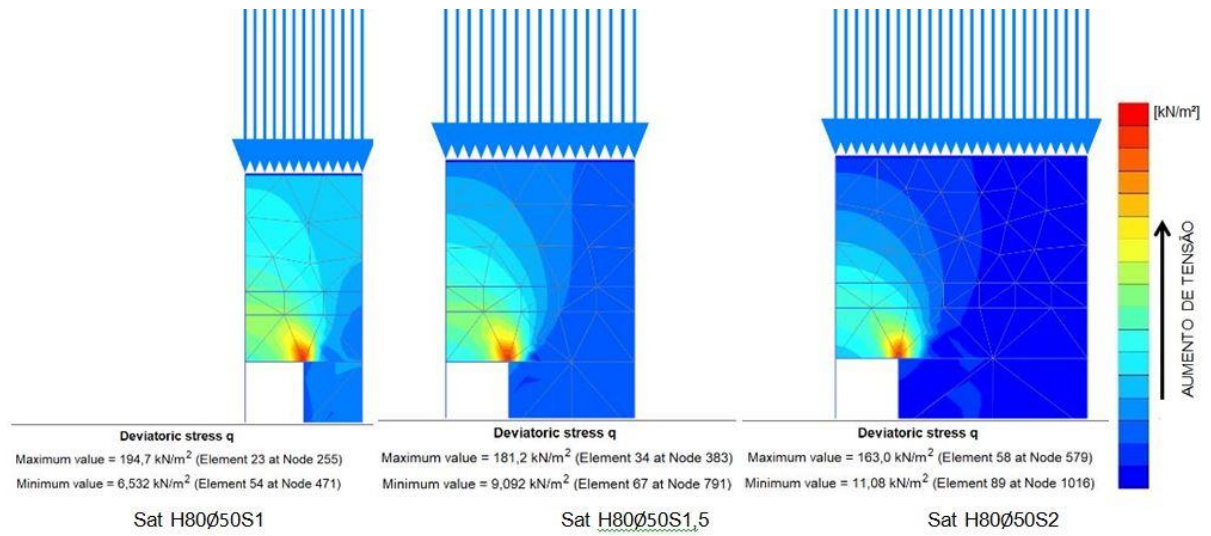 [kN/m²]
AUMENTO DE TENSÃO
Deviatoric stress q
Maximum value = 194,7 kN/m² (Element 23 at Node 255)
Minimum value = 6,532 kN/m² (Element 54 at Node 471)
Sat H80Ø50S1
Deviatoric stress q
Maximum value = 181,2 kN/m² (Element 34 at Node 383)
Minimum value = 9,092 kN/m² (Element 67 at Node 791)
Sat H80Ø50S1,5
Deviatoric stress q
Maximum value = 163,0 kN/m² (Element 58 at Node 579)
Minimum value = 11,08 kN/m² (Element 89 at Node 1016)
Sat H80Ø50S2